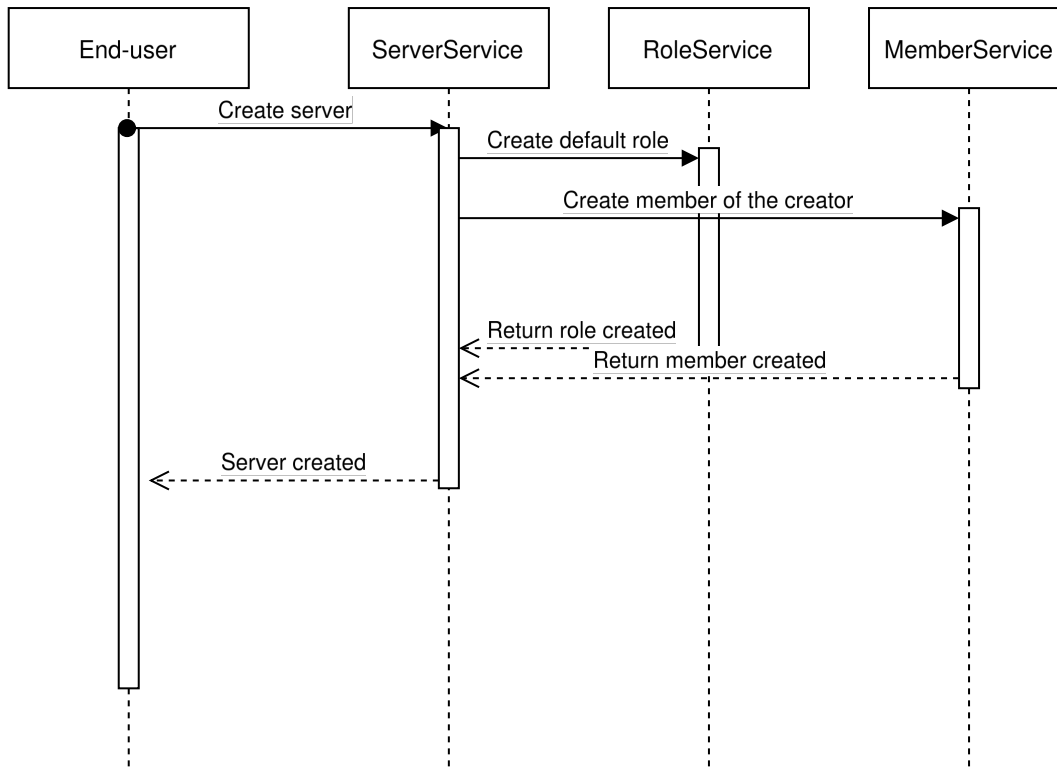 End-user
ServerService
RoleService
MemberService
Create server
Create default role
Create member of the creator
Return role created
Return member created
Server created